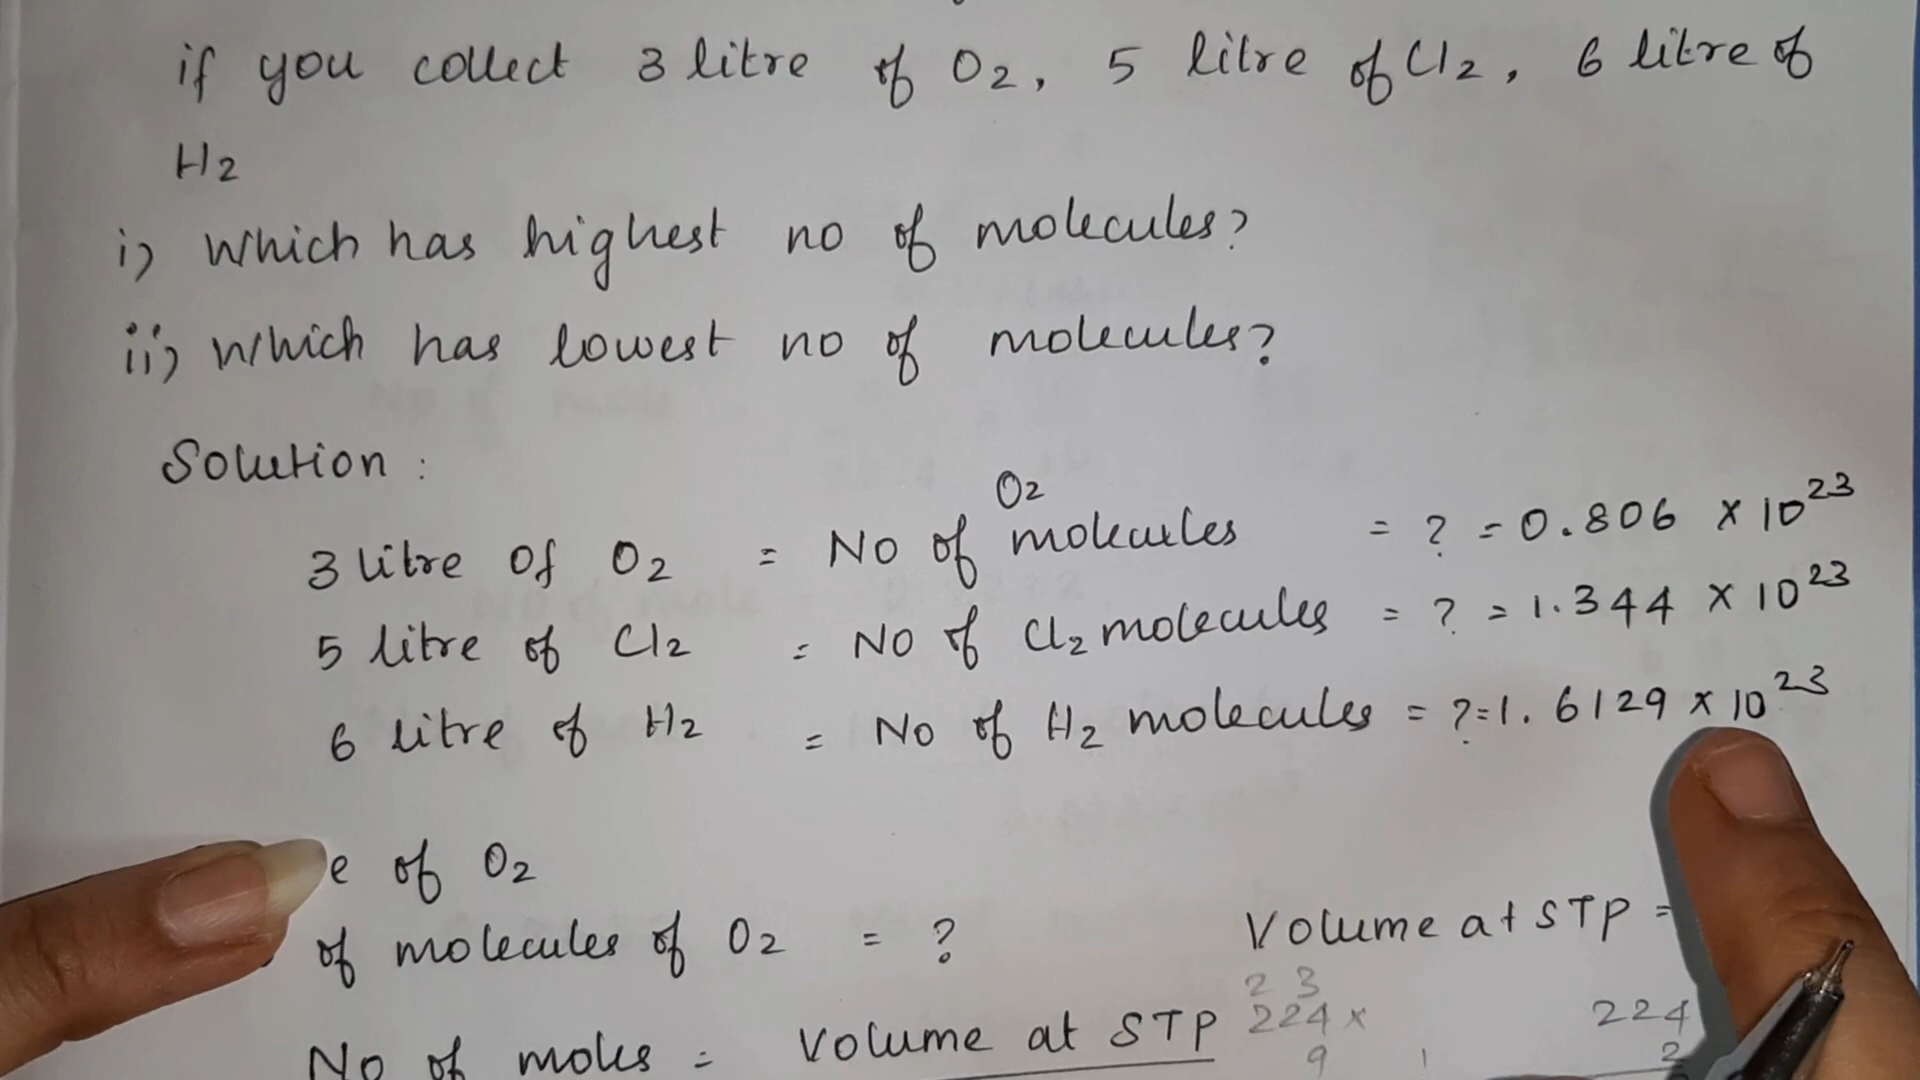 if you collect 3 litre of O2, 5 litre of Cl2, 6 litre of
H2
i) Which has highest no of molecules?
ii) Which has lowest no of molecules?
Solution :
3 litre Of O2 = No of O2 molecules = ? = 0.806 x 10^23
5 litre of Cl2 = No of Cl2 molecules = ? = 1.344 x 10^23
6 litre of H2 = No of H2 molecules = ? = 1.6129 x 10^23
of O2
of molecules of O2 = ? Volume at STP =
2 3
No of moles = Volume at STP 224 x 224
9 1 2